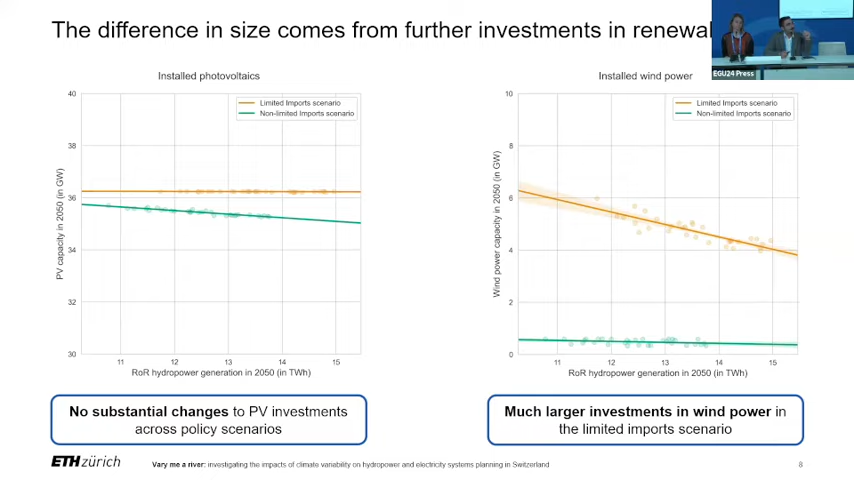 The difference in size comes from further investments in
EGU24 Press
Installed photovoltaics
40
38
36
34
32
30
PV capacity in 2050 (in GW)
Limited Imports scenario
Non-limited Imports scenario
11 12 13 14 15
RoR hydropower generation in 2050 (in TWh)
Installed wind power
10
8
6
4
2
0
Wind power capacity in 2050 (in GW)
Limited Imports scenario
Non-limited Imports scenario
11 12 13 14 15
RoR hydropower generation in 2050 (in TWh)
No substantial changes to PV investments
across policy scenarios
Much larger investments in wind power in
the limited imports scenario
ETH zürich
Vary me a river: investigating the impacts of climate variability on hydropower and electricity systems planning in Switzerland
8